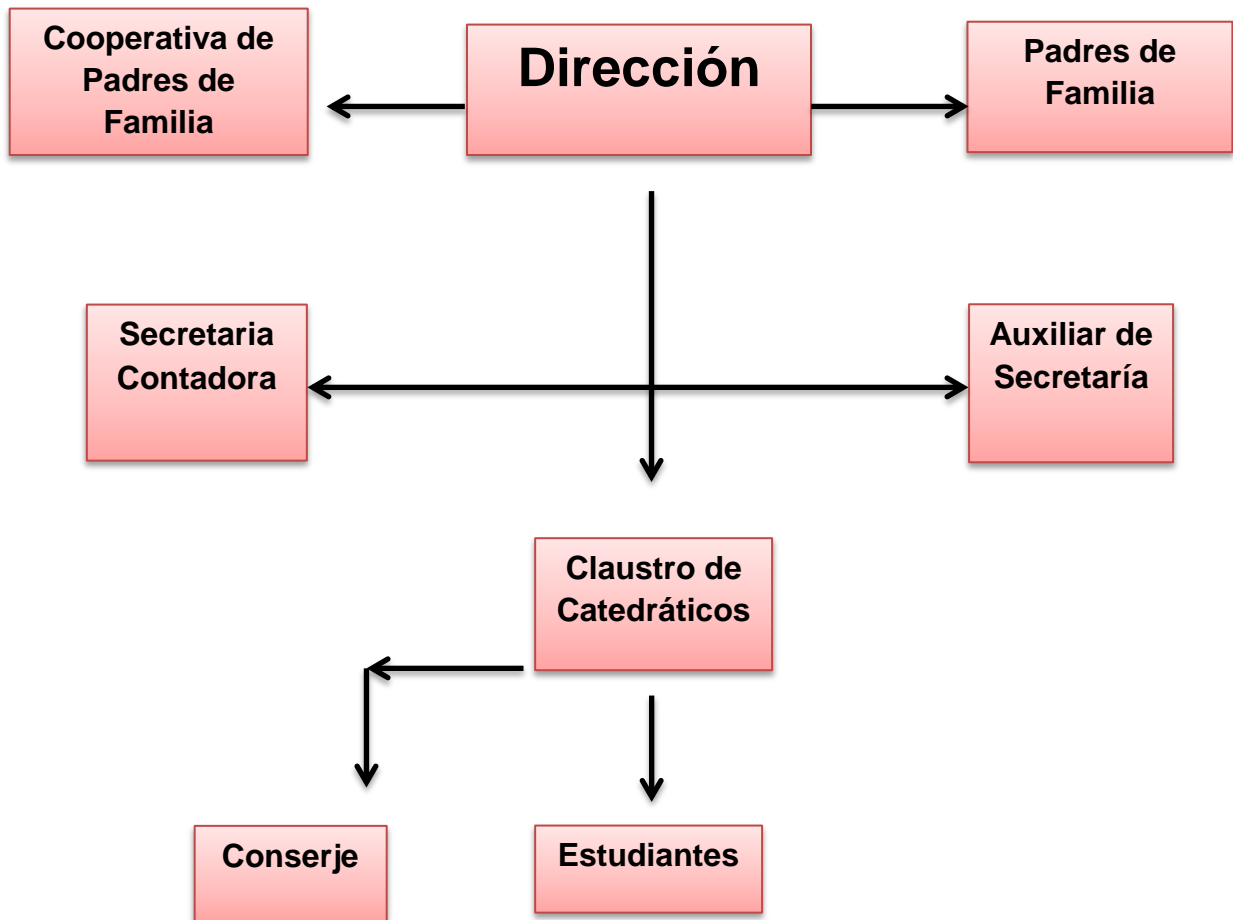 Cooperativa de
Padres de
Familia
Dirección
Padres de
Familia
Secretaria
Contadora
Auxiliar de
Secretaría
Claustro de
Catedráticos
Conserje
Estudiantes